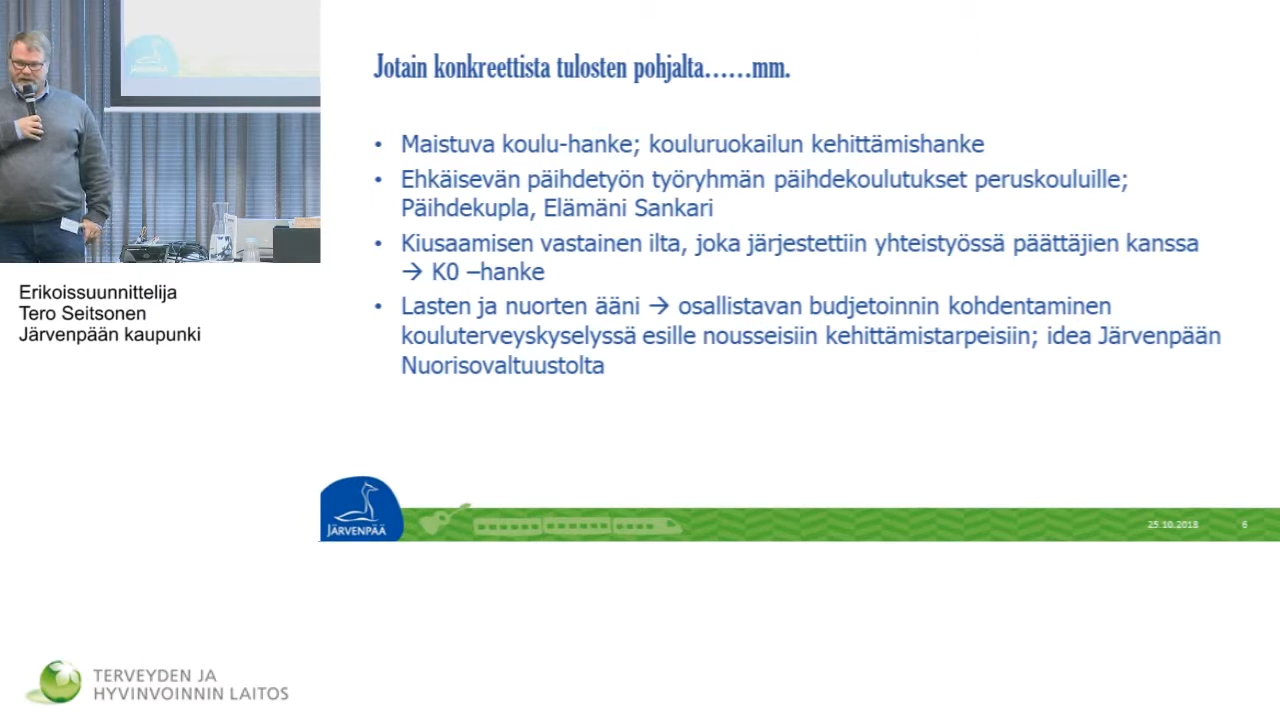 JÄRVENPÄÄ
Erikoissuunnittelija
Tero Seitsonen
Järvenpään kaupunki
Jotain konkreettista tulosten pohjalta......mm.
• Maistuva koulu-hanke; kouluruokailun kehittämishanke
• Ehkäisevän päihdetyön työryhmän päihdekoulutukset peruskouluille;
Päihdekupla, Elämäni Sankari
• Kiusaamisen vastainen ilta, joka järjestettiin yhteistyössä päättäjien kanssa
→ K0 –hanke
• Lasten ja nuorten ääni → osallistavan budjetoinnin kohdentaminen
kouluterveyskyselyssä esille nousseisiin kehittämistarpeisiin; idea Järvenpään
Nuorisovaltuustolta
JÄRVENPÄÄ
25.10.2018
6
TERVEYDEN JA
HYVINVOINNIN LAITOS